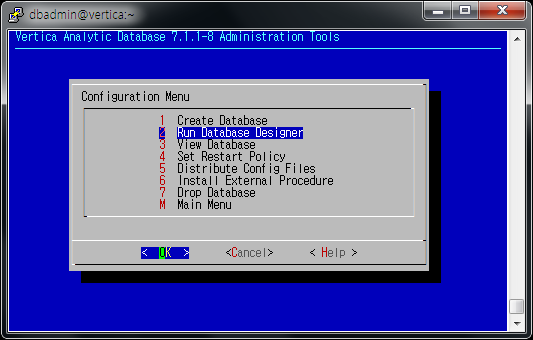 dbadmin@vertica:~
Vertica Analytic Database 7.1.1-8 Administration Tools
Configuration Menu
1 Create Database
2 Run Database Designer
3 View Database
4 Set Restart Policy
5 Distribute Config Files
6 Install External Procedure
7 Drop Database
M Main Menu
< OK > <Cancel> < Help >